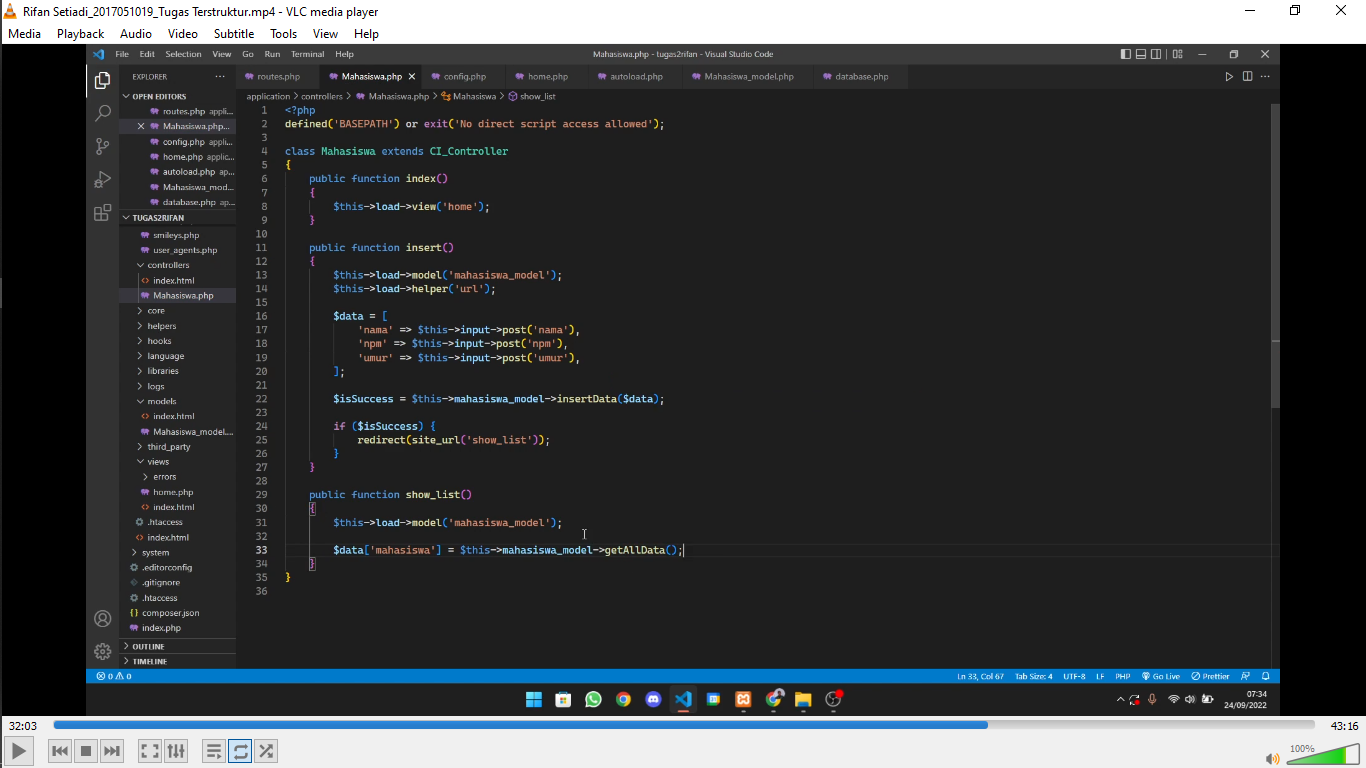 Rifan Setiadi_2017051019_Tugas Terstruktur.mp4 - VLC media player
Media Playback Audio Video Subtitle Tools View Help
File Edit Selection View Go Run Terminal Help
Mahasiswa.php - tugas2rifan - Visual Studio Code
EXPLORER
routes.php Mahasiswa.php config.php home.php autoload.php Mahasiswa_model.php database.php
application > controllers > Mahasiswa.php > Mahasiswa > show_list
OPEN EDITORS
routes.php appli...
Mahasiswa.php...
config.php appli...
home.php applic...
autoload.php ap...
Mahasiswa_mod...
database.php ap...
TUGAS2RIFAN
smileys.php
user_agents.php
controllers
index.html
Mahasiswa.php
core
helpers
hooks
language
libraries
logs
models
index.html
Mahasiswa_model....
third_party
views
errors
home.php
index.html
.htaccess
index.html
system
.editorconfig
.gitignore
.htaccess
composer.json
index.php
OUTLINE
TIMELINE
1 <?php
2 defined('BASEPATH') or exit('No direct script access allowed');
3
4 class Mahasiswa extends CI_Controller
5 {
6 public function index()
7 {
8 $this->load->view('home');
9 }
10
11 public function insert()
12 {
13 $this->load->model('mahasiswa_model');
14 $this->load->helper('url');
15
16 $data = [
17 'nama' => $this->input->post('nama'),
18 'npm' => $this->input->post('npm'),
19 'umur' => $this->input->post('umur'),
20 ];
21
22 $isSuccess = $this->mahasiswa_model->insertData($data);
23
24 if ($isSuccess) {
25 redirect(site_url('show_list'));
26 }
27 }
28
29 public function show_list()
30 {
31 $this->load->model('mahasiswa_model');
32
33 $data['mahasiswa'] = $this->mahasiswa_model->getAllData();
34 }
35 }
36
0 0 Ln 33, Col 67 Tab Size: 4 UTF-8 LF PHP Go Live Prettier
07:34
24/09/2022
32:03 43:16
100%